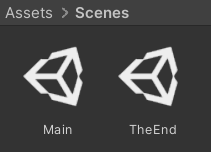 Assets > Scenes
Main TheEnd